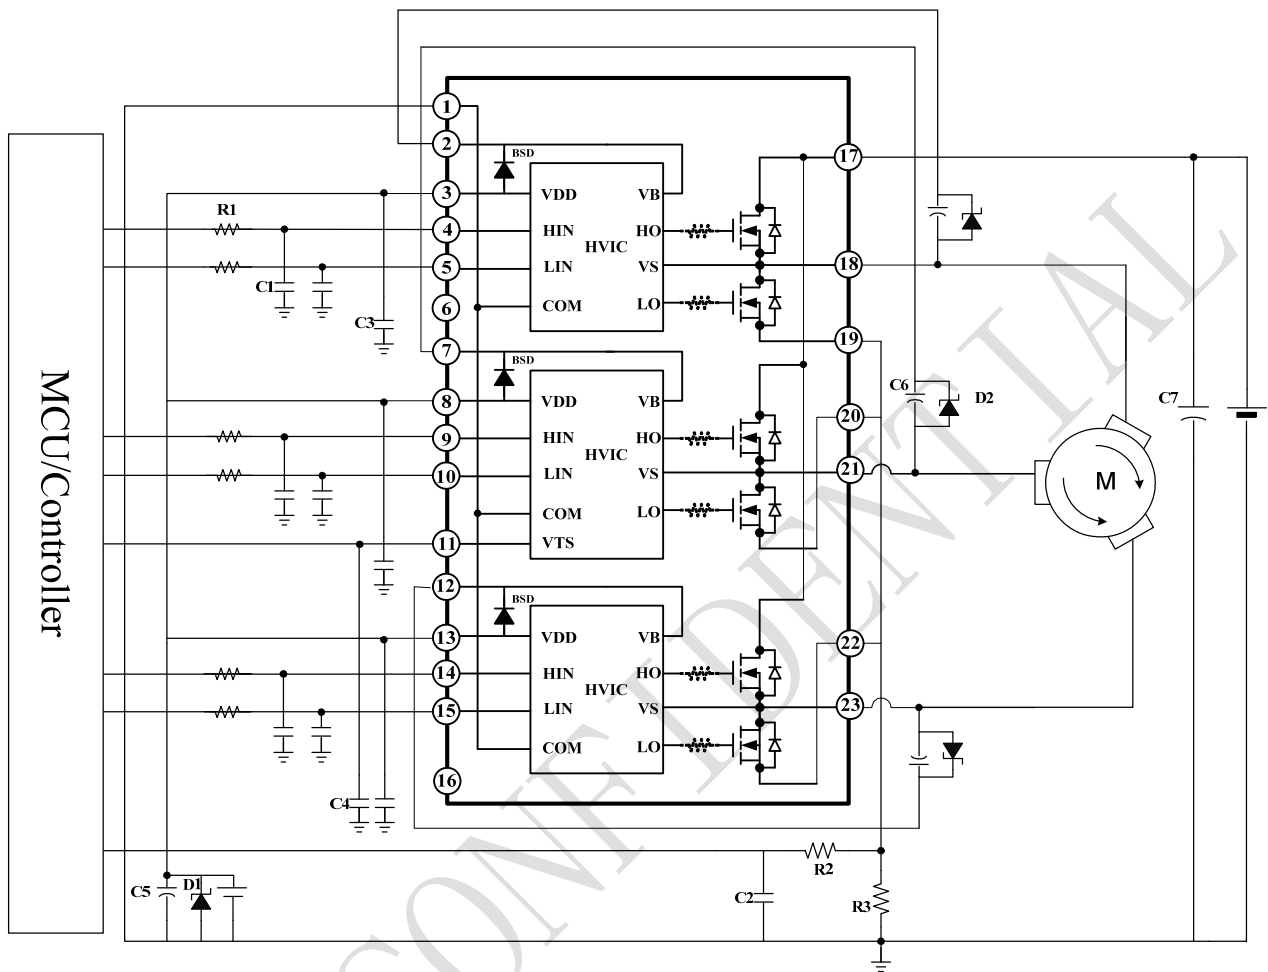 MCU/Controller
1
2
3
4
5
6
7
8
9
10
11
12
13
14
15
16
17
18
19
20
21
22
23
BSD
VDD
VB
HIN
HO
HVIC
LIN
VS
COM
LO
BSD
VDD
VB
HIN
HO
HVIC
LIN
VS
COM
LO
VTS
BSD
VDD
VB
HIN
HO
HVIC
LIN
VS
COM
LO
R1
C1
C3
C4
C5
D1
C2
R2
R3
C6
D2
C7
M
CONFIDENTIAL